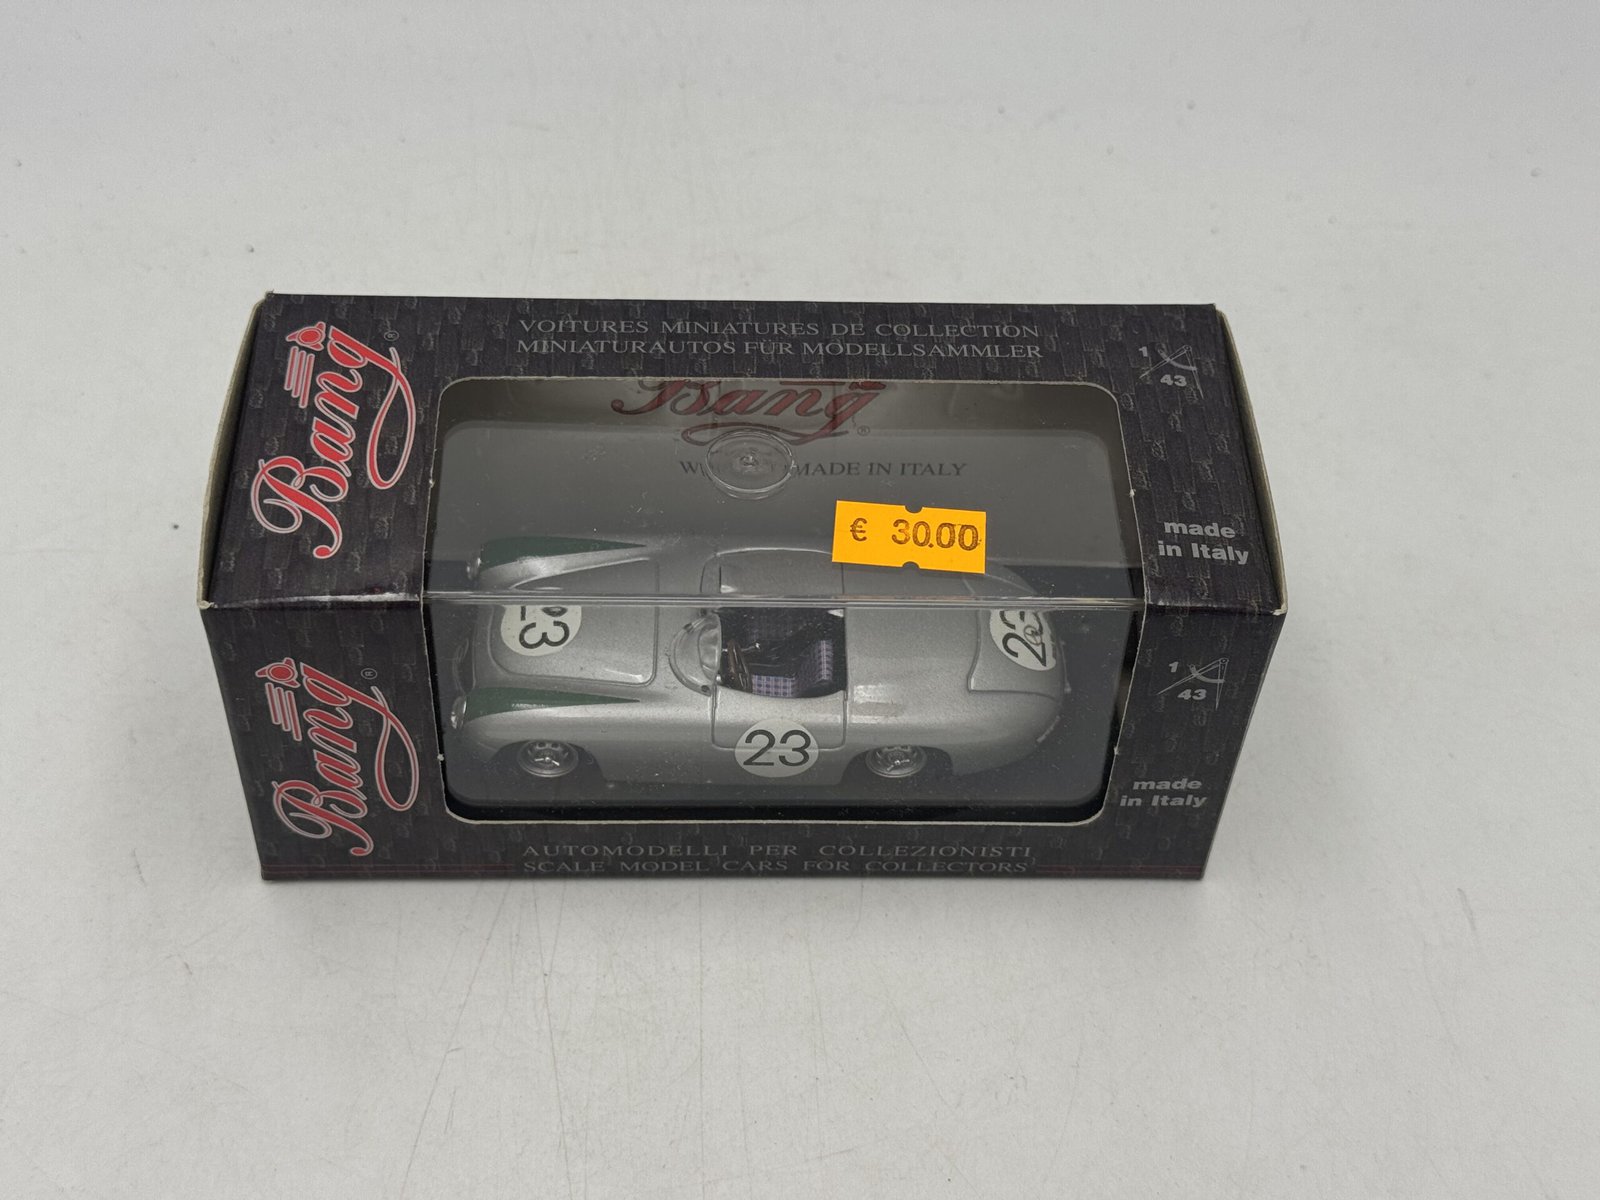 Bang®
VOITURES MINIATURES DE COLLECTION
MINIATURAUTOS FÜR MODELLSAMMLER
1
43
Bang®
MADE IN ITALY
€ 30.00
made
in Italy
23
23
23
Bang®
1
43
made
in Italy
AUTOMODELLI PER COLLEZIONISTI
SCALE MODEL CARS FOR COLLECTORS